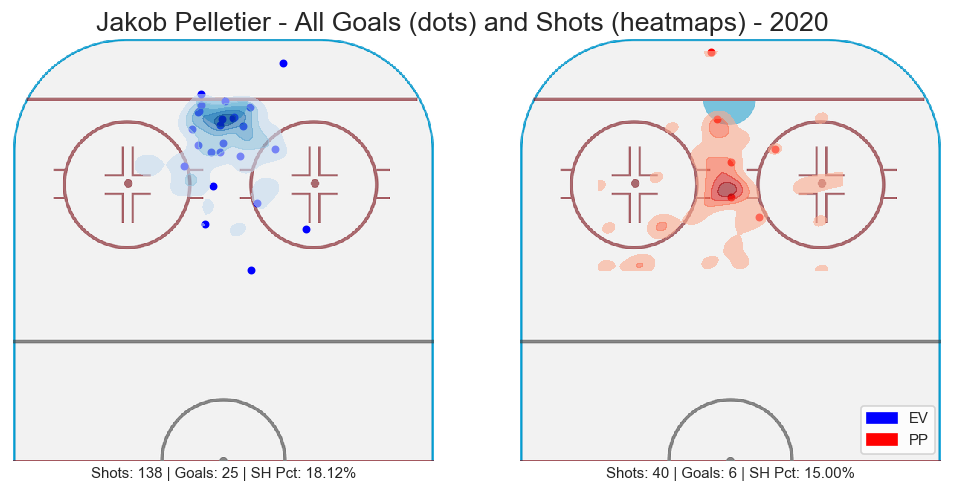 Jakob Pelletier - All Goals (dots) and Shots (heatmaps) - 2020
EV
PP
Shots: 138 | Goals: 25 | SH Pct: 18.12%
Shots: 40 | Goals: 6 | SH Pct: 15.00%